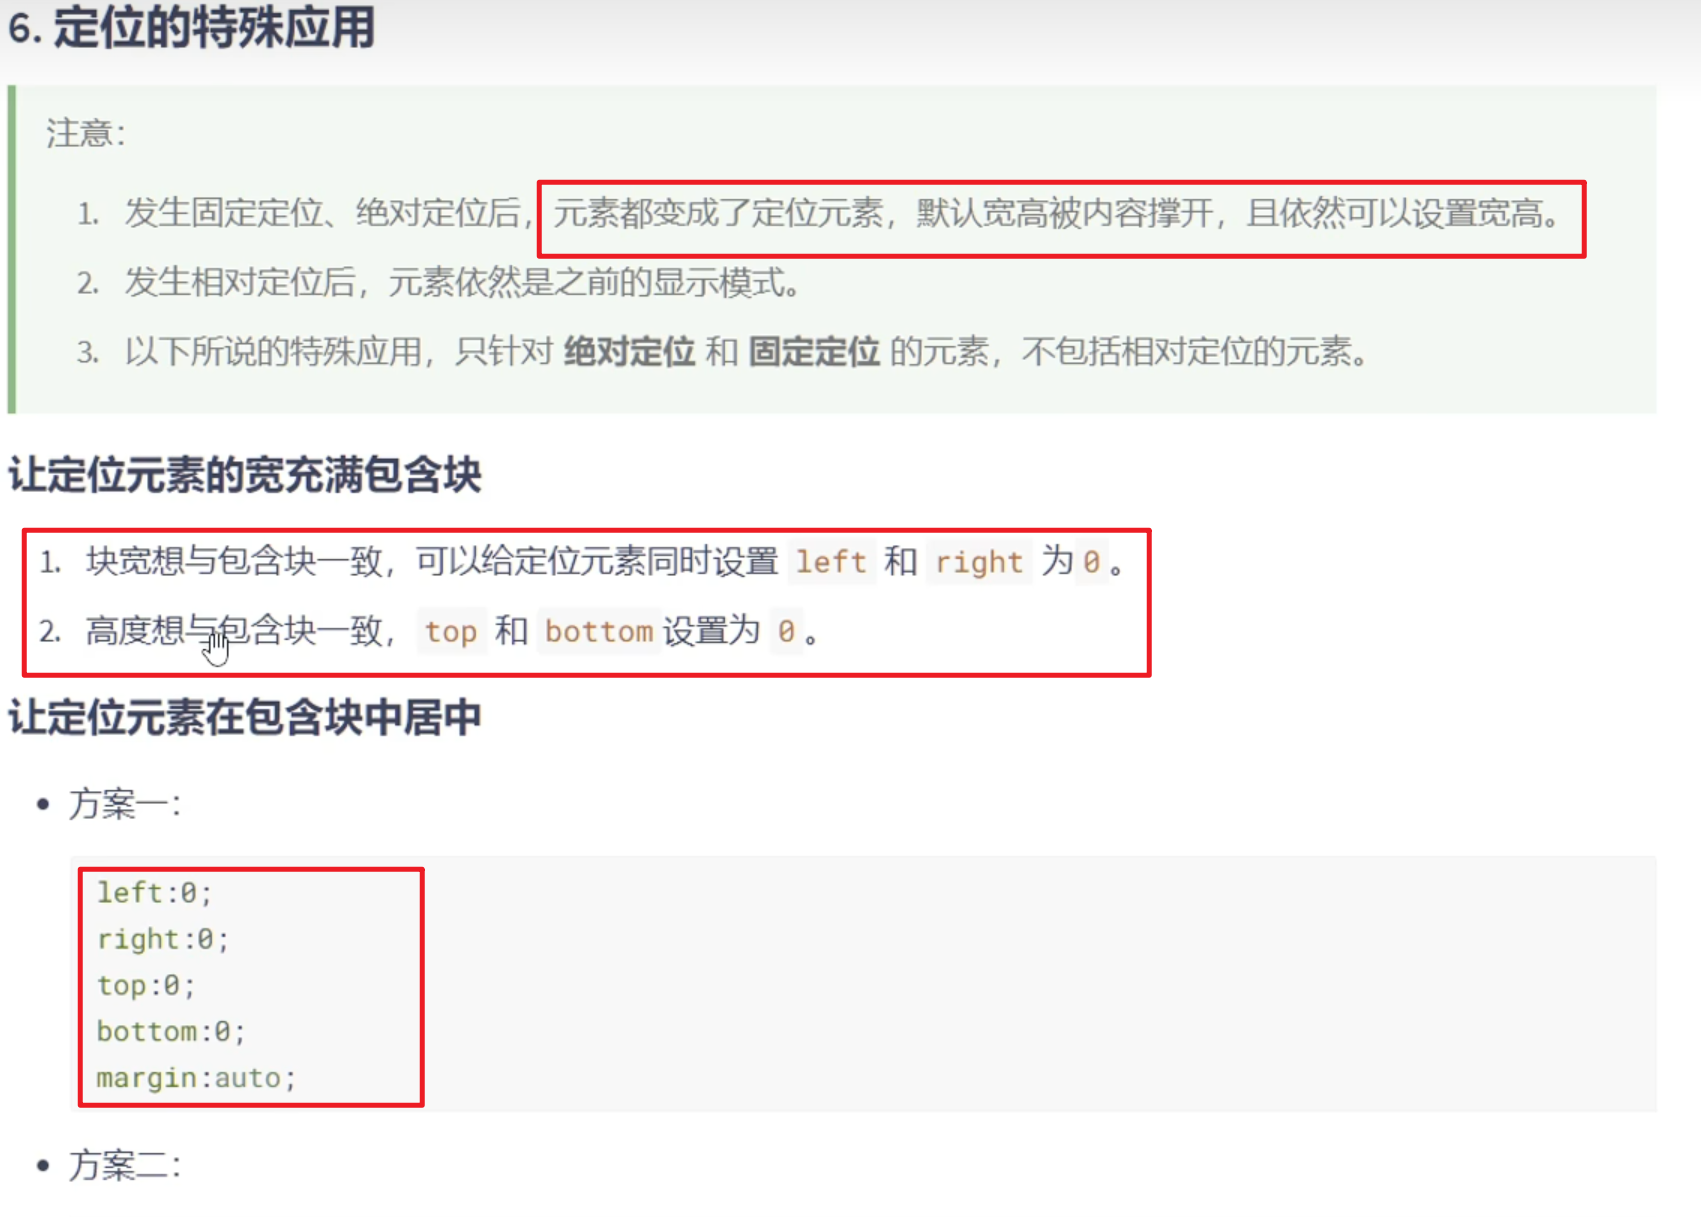 6. 定位的特殊应用
注意：
1. 发生固定定位、绝对定位后，元素都变成了定位元素，默认宽高被内容撑开，且依然可以设置宽高。
2. 发生相对定位后，元素依然是之前的显示模式。
3. 以下所说的特殊应用，只针对 绝对定位 和 固定定位 的元素，不包括相对定位的元素。
让定位元素的宽充满包含块
1. 块宽想与包含块一致，可以给定位元素同时设置 left 和 right 为 0 。
2. 高度想与包含块一致， top 和 bottom 设置为 0 。
让定位元素在包含块中居中
• 方案一：
left:0;
right:0;
top:0;
bottom:0;
margin:auto;
• 方案二：